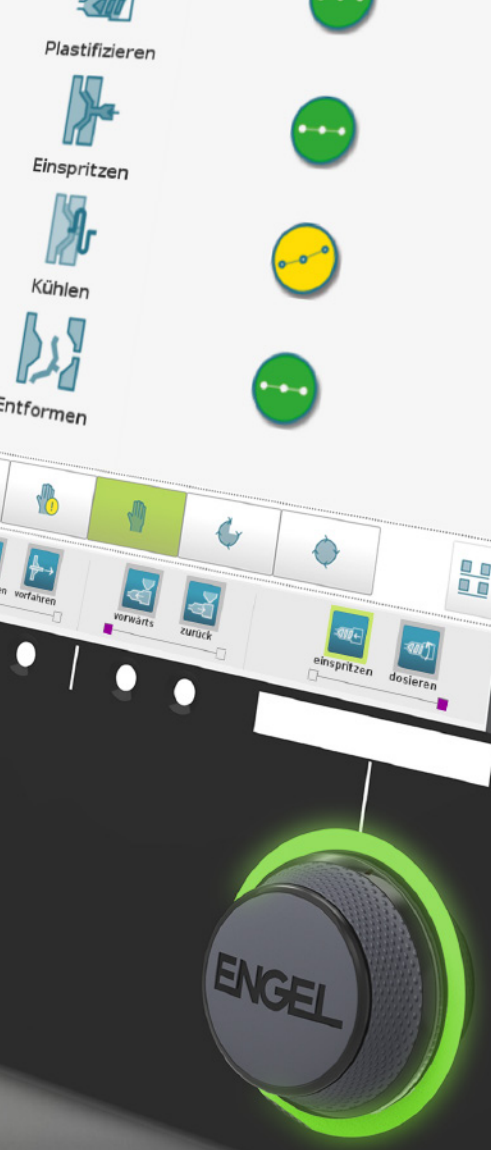 Plastifizieren
Einspritzen
Kühlen
Entformen
vorfahren
vorwärts
zurück
einspritzen
dosieren
ENGEL